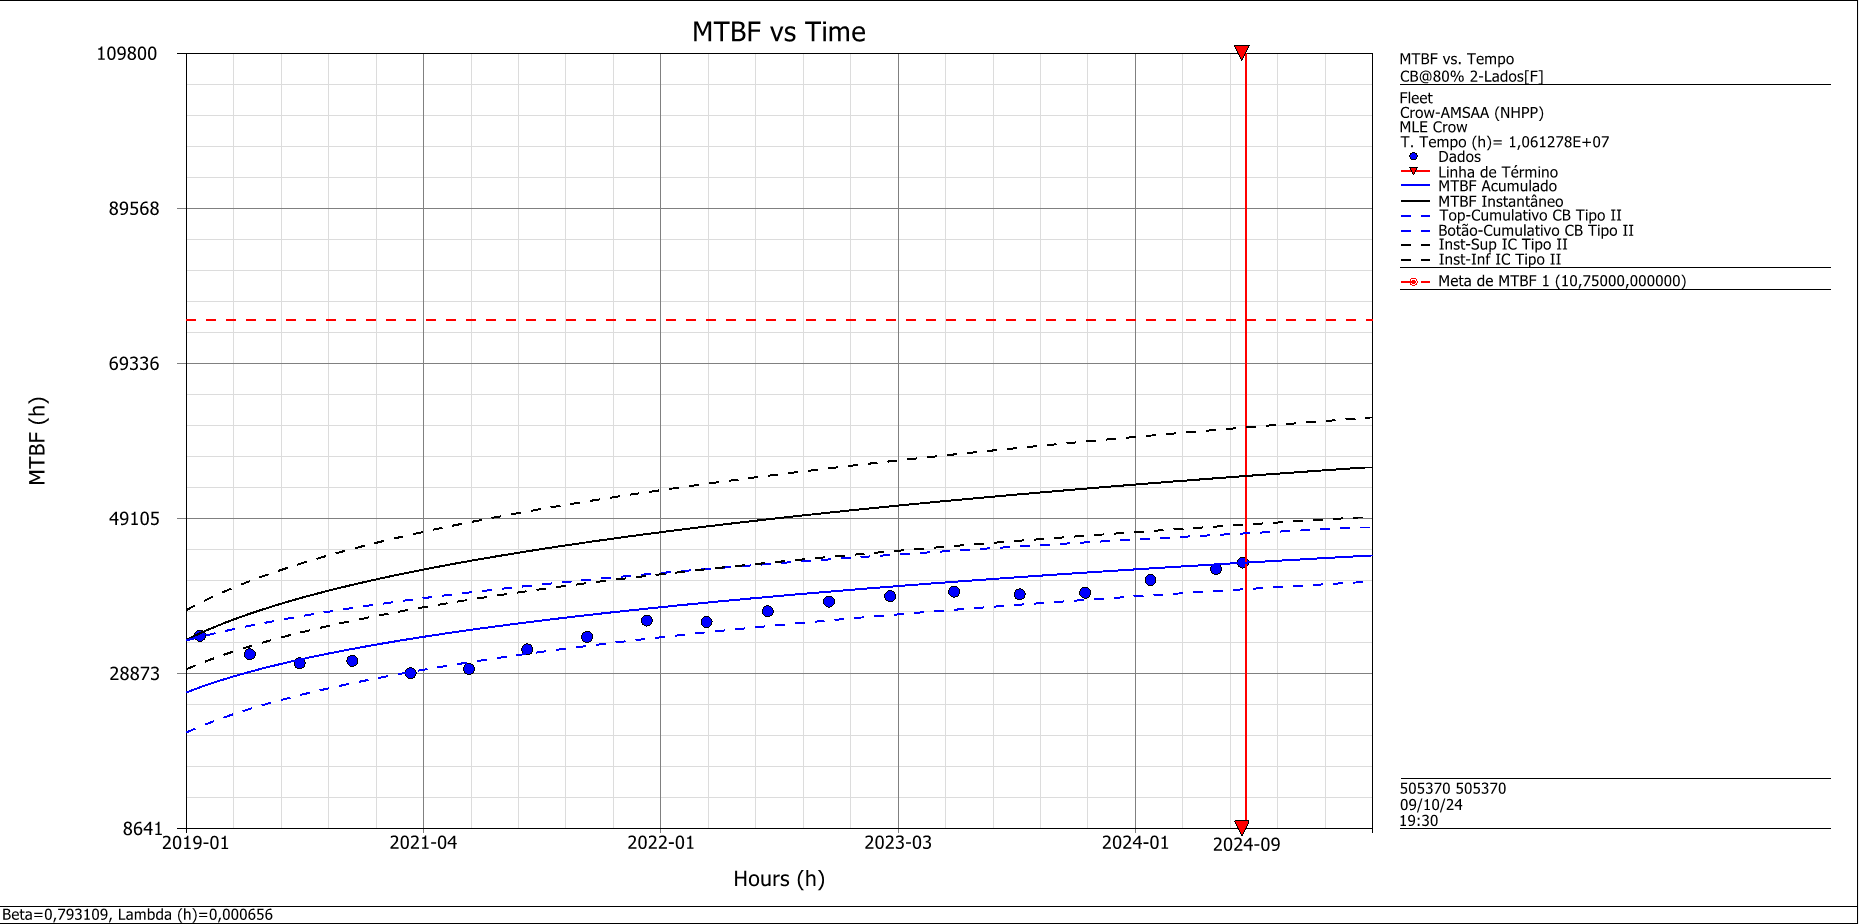 MTBF vs Time
109800
89568
69336
49105
28873
8641
MTBF (h)
2019-01
2021-04
2022-01
2023-03
2024-01
2024-09
Hours (h)
MTBF vs. Tempo
CB@80% 2-Lados[F]
Fleet
Crow-AMSAA (NHPP)
MLE Crow
T. Tempo (h)= 1,061278E+07
Dados
Linha de Término
MTBF Acumulado
MTBF Instantâneo
Top-Cumulativo CB Tipo II
Botão-Cumulativo CB Tipo II
Inst-Sup IC Tipo II
Inst-Inf IC Tipo II
Meta de MTBF 1 (10,75000,000000)
505370 505370
09/10/24
19:30
Beta=0,793109, Lambda (h)=0,000656